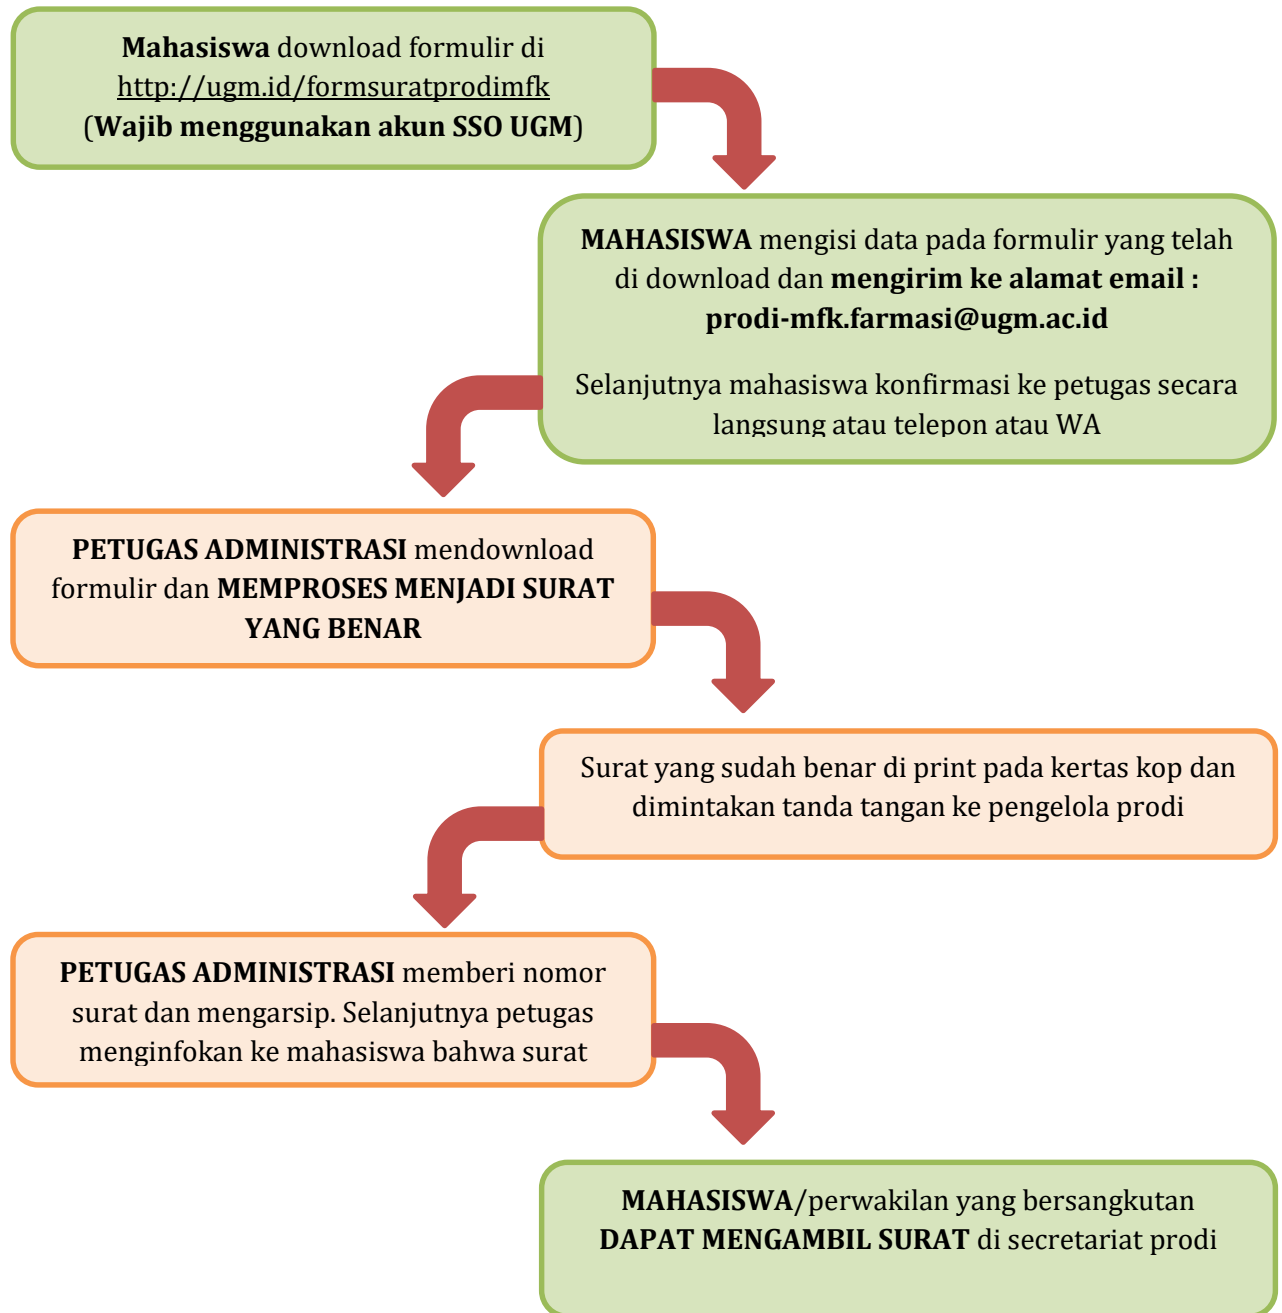 Mahasiswa download formulir di
http://ugm.id/formsuratprodimfk
(Wajib menggunakan akun SSO UGM)
MAHASISWA mengisi data pada formulir yang telah
di download dan mengirim ke alamat email :
prodi-mfk.farmasi@ugm.ac.id
Selanjutnya mahasiswa konfirmasi ke petugas secara
langsung atau telepon atau WA
PETUGAS ADMINISTRASI mendownload
formulir dan MEMPROSES MENJADI SURAT
YANG BENAR
Surat yang sudah benar di print pada kertas kop dan
dimintakan tanda tangan ke pengelola prodi
PETUGAS ADMINISTRASI memberi nomor
surat dan mengarsip. Selanjutnya petugas
menginfokan ke mahasiswa bahwa surat
MAHASISWA/perwakilan yang bersangkutan
DAPAT MENGAMBIL SURAT di secretariat prodi